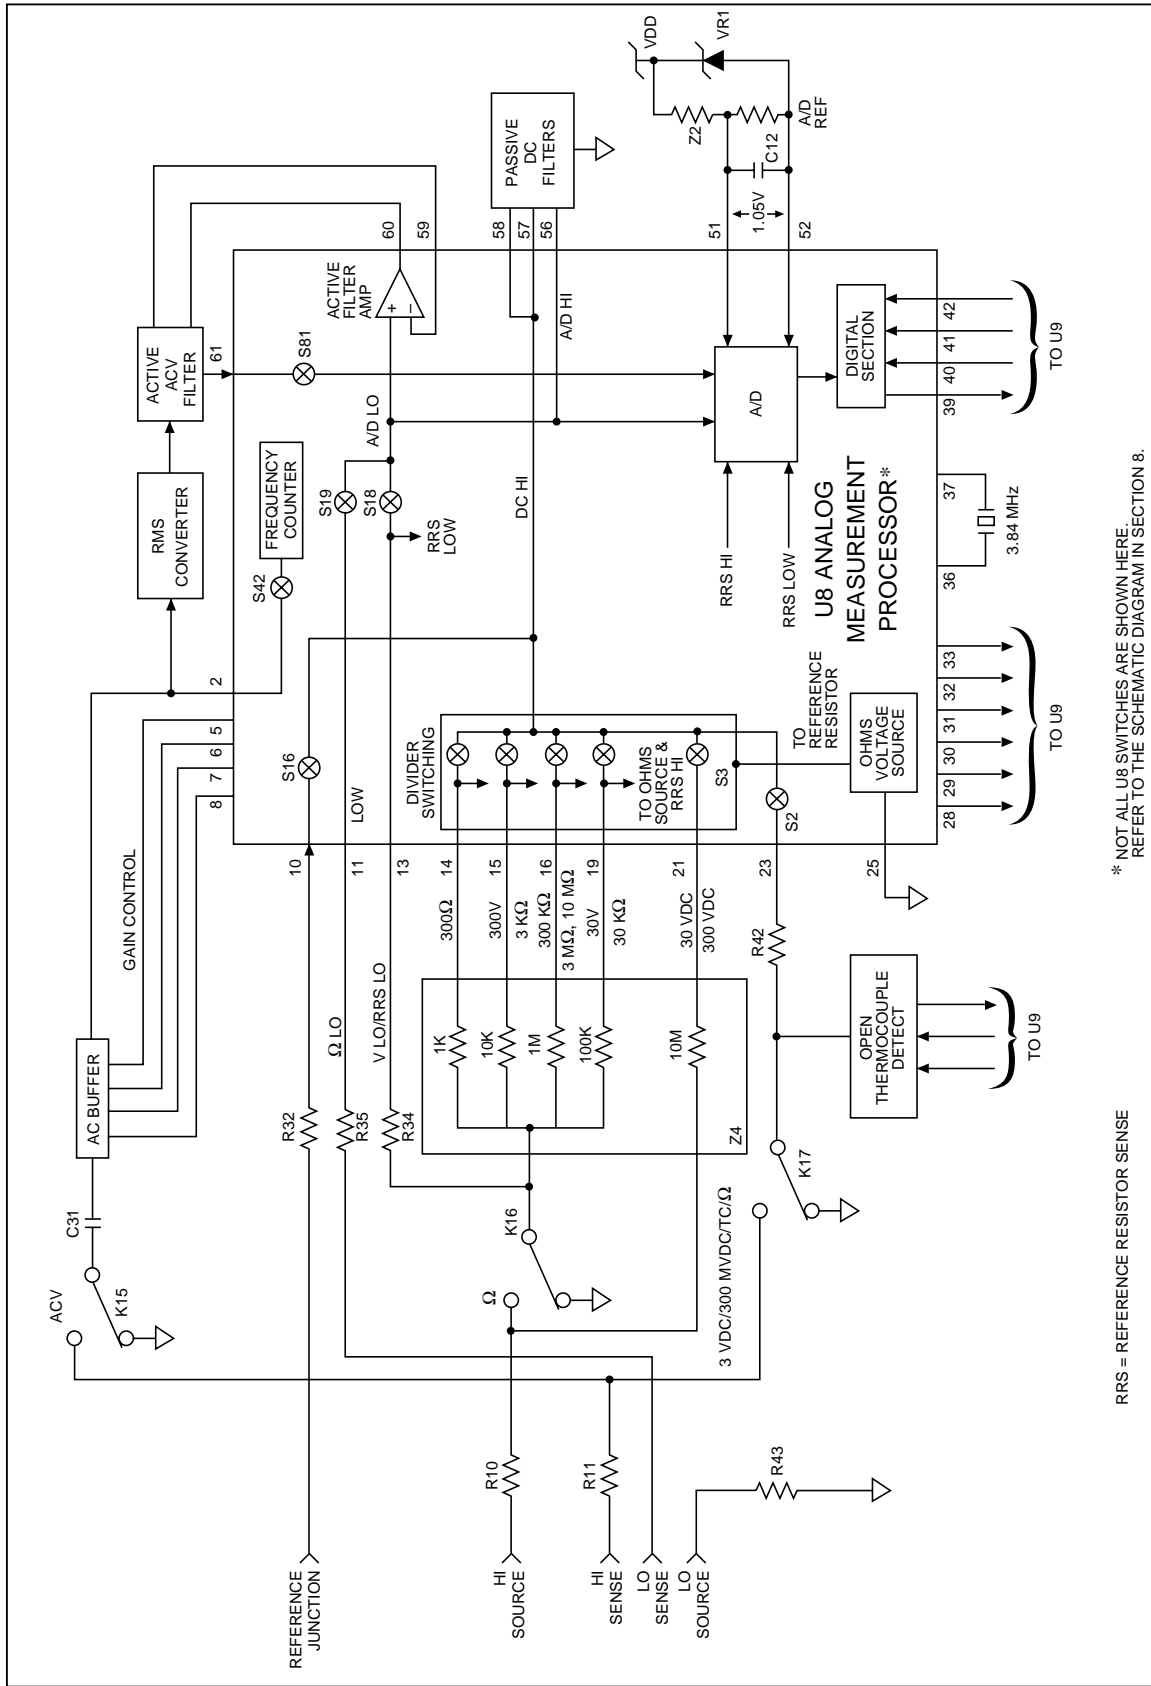 ACV
K15
C31
AC BUFFER
GAIN CONTROL
8
7
6
5
2
RMS
CONVERTER
ACTIVE
ACV
FILTER
61
S81
S42
FREQUENCY
COUNTER
ACTIVE
FILTER
AMP
+
–
60
59
REFERENCE
JUNCTION
R32
10
S16
Ω LO
R35
11
LOW
S19
V LO/RRS LO
R34
13
S18
RRS
LOW
A/D LO
DC HI
A/D HI
58
57
56
PASSIVE
DC
FILTERS
HI
SOURCE
R10
Ω
K16
1K
10K
1M
100K
10M
Z4
300Ω
14
300V
15
3 KΩ
300 KΩ
16
3 MΩ, 10 MΩ
30V
19
30 KΩ
30 VDC
21
300 VDC
DIVIDER
SWITCHING
TO OHMS
SOURCE &
RRS HI
S3
HI
SENSE
R11
LO
SENSE
LO
SOURCE
R43
3 VDC/300 MVDC/TC/Ω
K17
R42
23
S2
OPEN
THERMOCOUPLE
DETECT
TO U9
25
TO
REFERENCE
RESISTOR
OHMS
VOLTAGE
SOURCE
28
29
30
31
32
33
TO U9
36
37
3.84 MHz
U8 ANALOG
MEASUREMENT
PROCESSOR*
RRS HI
RRS LOW
A/D
DIGITAL
SECTION
39
40
41
42
TO U9
51
52
1.05V
C12
Z2
VDD
VR1
A/D
REF
RRS = REFERENCE RESISTOR SENSE
* NOT ALL U8 SWITCHES ARE SHOWN HERE.
REFER TO THE SCHEMATIC DIAGRAM IN SECTION 8.